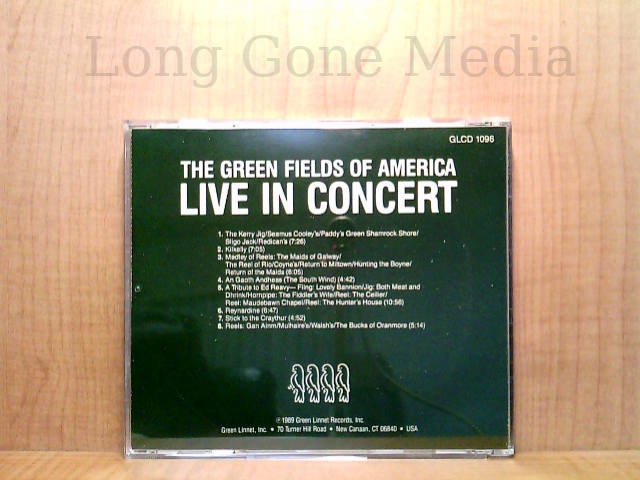 Long Gone Media
GLCD 1096
THE GREEN FIELDS OF AMERICA
LIVE IN CONCERT
1. The Kerry Jig/Seamus Cooley's/Paddy's Green Shamrock Shore/
Sligo Jack/Redican's (7:26)
2. Kilkelly (7:05)
3. Medley of Reels: The Maids of Galway/
The Reel of Rio/Coyne's/Return to Miltown/Hunting the Boyne/
Return of the Maids (6:05)
4. An Gaoth Andheas (The South Wind) (4:42)
5. A Tribute to Ed Reavy— Fling: Lovely Bannion/Jig: Both Meat and
Dhrink/Hornpipe: The Fiddler's Wife/Reel: The Ceilier/
Reel: Maudebawn Chapel/Reel: The Hunter's House (10:56)
6. Reynardine (6:47)
7. Stick to the Craythur (4:52)
8. Reels: Gan Ainm/Mulhaire's/Walsh's/The Bucks of Oranmore (5:14)
℗ 1989 Green Linnet Records, Inc.
Green Linnet, Inc. • 70 Turner Hill Road • New Canaan, CT 06840 • USA